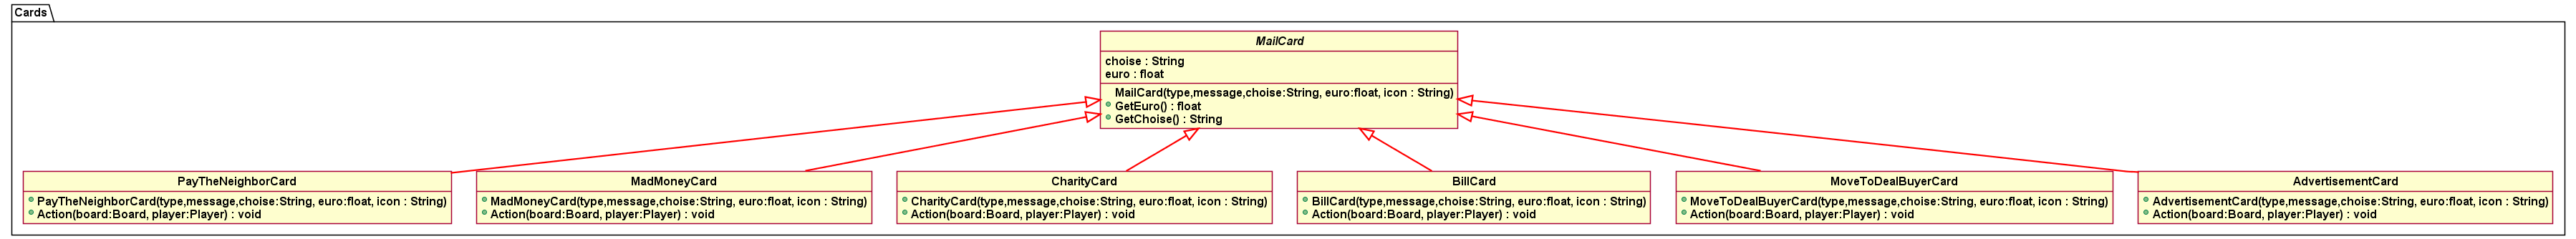 Cards
MailCard
choise : String
euro : float
MailCard(type,message,choise:String, euro:float, icon : String)
GetEuro() : float
GetChoise() : String
PayTheNeighborCard
PayTheNeighborCard(type,message,choise:String, euro:float, icon : String)
Action(board:Board, player:Player) : void
MadMoneyCard
MadMoneyCard(type,message,choise:String, euro:float, icon : String)
Action(board:Board, player:Player) : void
CharityCard
CharityCard(type,message,choise:String, euro:float, icon : String)
Action(board:Board, player:Player) : void
BillCard
BillCard(type,message,choise:String, euro:float, icon : String)
Action(board:Board, player:Player) : void
MoveToDealBuyerCard
MoveToDealBuyerCard(type,message,choise:String, euro:float, icon : String)
Action(board:Board, player:Player) : void
AdvertisementCard
AdvertisementCard(type,message,choise:String, euro:float, icon : String)
Action(board:Board, player:Player) : void